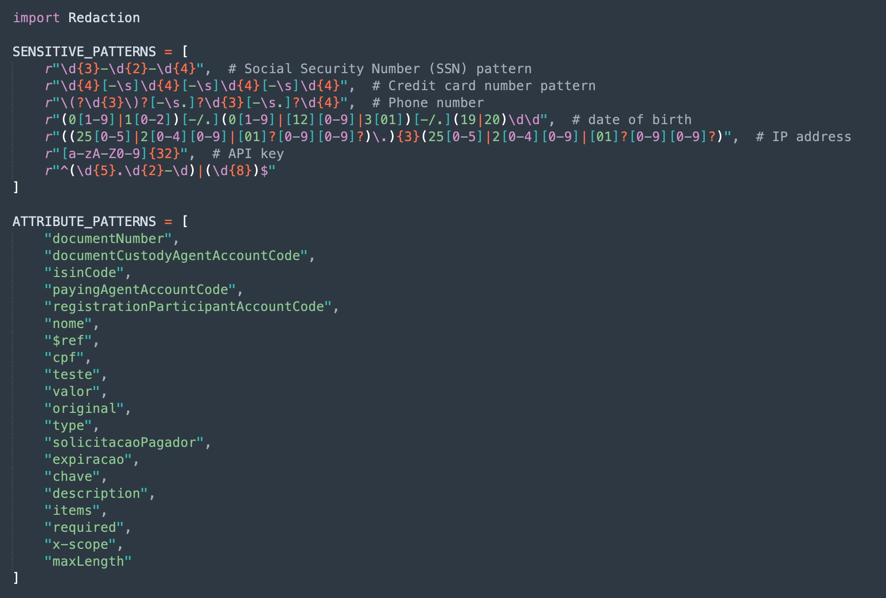 import Redaction

SENSITIVE_PATTERNS = [
    r"\d{3}-\d{2}-\d{4}",  # Social Security Number (SSN) pattern
    r"\d{4}[-\s]\d{4}[-\s]\d{4}[-\s]\d{4}",  # Credit card number pattern
    r"\(?\d{3}\)?[-\s.]?\d{3}[-\s.]?\d{4}",  # Phone number
    r"(0[1-9]|1[0-2])[-/.](0[1-9]|[12][0-9]|3[01])[-/.](19|20)\d\d",  # date of birth
    r"((25[0-5]|2[0-4][0-9]|[01]?[0-9][0-9]?)\.){3}(25[0-5]|2[0-4][0-9]|[01]?[0-9][0-9]?)",  # IP address
    r"[a-zA-Z0-9]{32}",  # API key
    r"^(\d{5}.\d{2}-\d)|(\d{8})$"
]

ATTRIBUTE_PATTERNS = [
    "documentNumber",
    "documentCustodyAgentAccountCode",
    "isinCode",
    "payingAgentAccountCode",
    "registrationParticipantAccountCode",
    "nome",
    "$ref",
    "cpf",
    "teste",
    "valor",
    "original",
    "type",
    "solicitacaoPagador",
    "expiracao",
    "chave",
    "description",
    "items",
    "required",
    "x-scope",
    "maxLength"
]